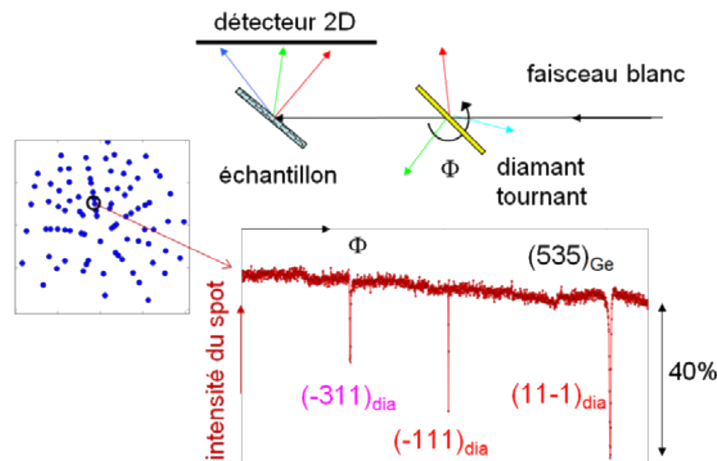 détecteur 2D
faisceau blanc
échantillon
Φ
diamant
tournant
Φ
(535)Ge
intensité du spot
40%
(-311)dia
(11-1)dia
(-111)dia